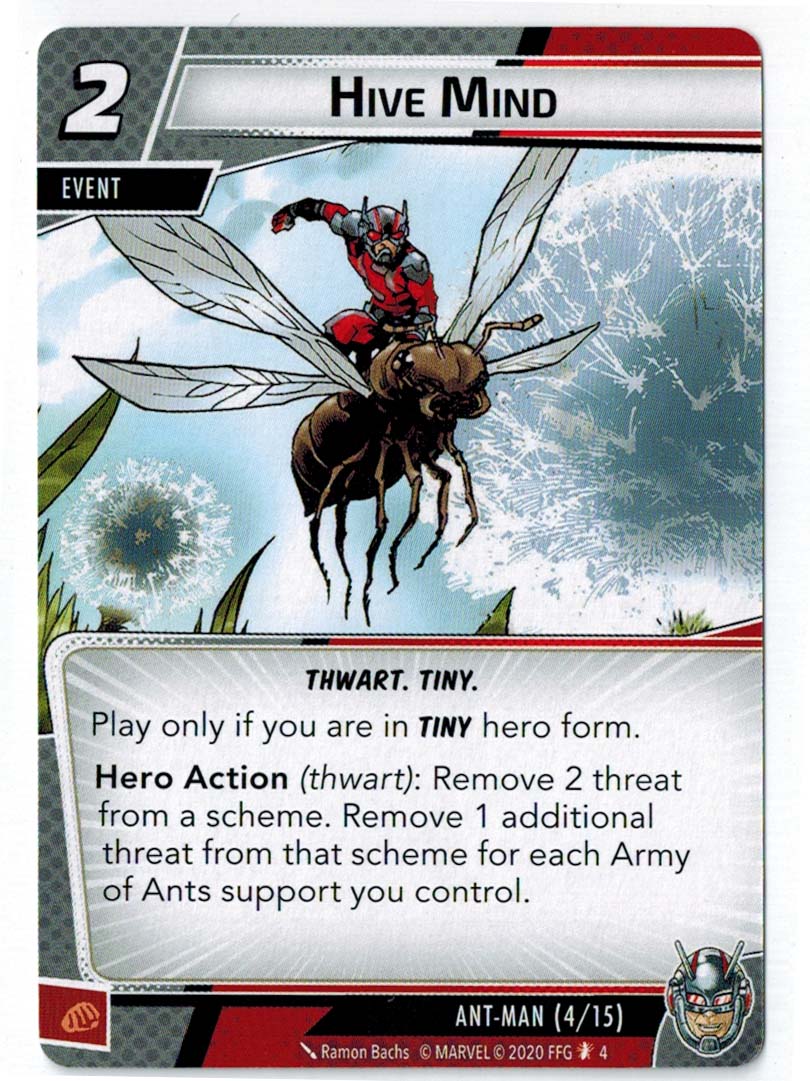 2
HIVE MIND
EVENT
THWART. TINY.
Play only if you are in TINY hero form.
Hero Action (thwart): Remove 2 threat
from a scheme. Remove 1 additional
threat from that scheme for each Army
of Ants support you control.
ANT-MAN (4/15)
Ramon Bachs © MARVEL © 2020 FFG 4